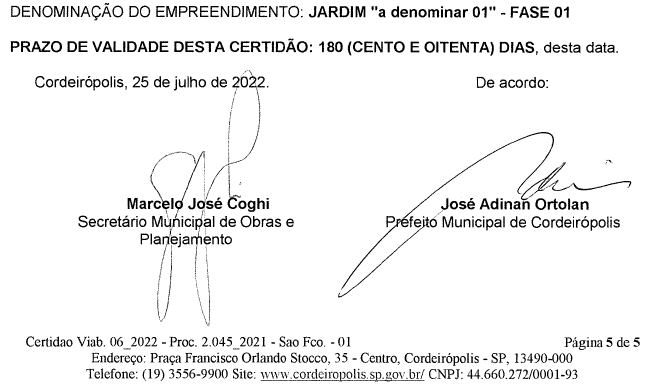 DENOMINAÇÃO DO EMPREENDIMENTO: JARDIM "a denominar 01" - FASE 01
PRAZO DE VALIDADE DESTA CERTIDÃO: 180 (CENTO E OITENTA) DIAS, desta data.
Cordeirópolis, 25 de julho de 2022.
De acordo:
Marcelo José Coghi
Secretário Municipal de Obras e
Planejamento
José Adinan Ortolan
Prefeito Municipal de Cordeirópolis
Certidao Viab. 06_2022 - Proc. 2.045_2021 - Sao Fco. - 01
Página 5 de 5
Endereço: Praça Francisco Orlando Stocco, 35 - Centro, Cordeirópolis - SP, 13490-000
Telefone: (19) 3556-9900 Site: www.cordeiropolis.sp.gov.br/ CNPJ: 44.660.272/0001-93